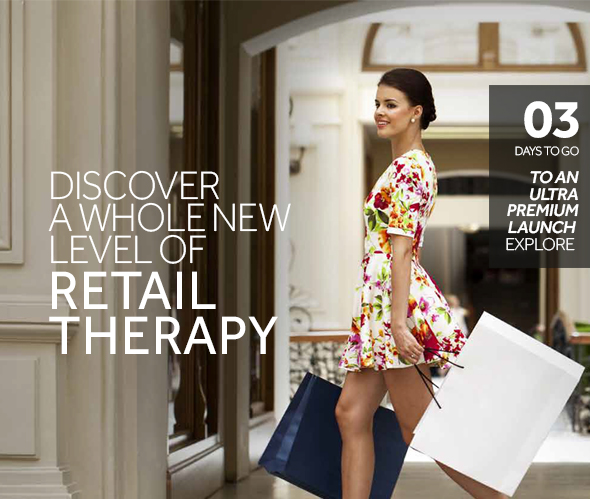 DISCOVER
A WHOLE NEW
LEVEL OF
RETAIL
THERAPY
03
DAYS TO GO
TO AN
ULTRA
PREMIUM
LAUNCH
EXPLORE